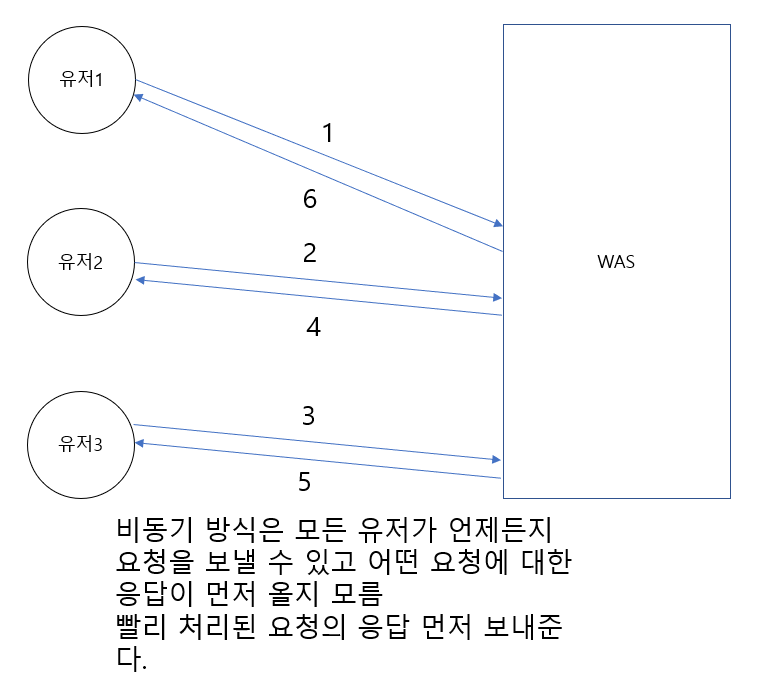 유저1
1
6
유저2
2
4
WAS
유저3
3
5
비동기 방식은 모든 유저가 언제든지
요청을 보낼 수 있고 어떤 요청에 대한
응답이 먼저 올지 모름
빨리 처리된 요청의 응답 먼저 보내준
다.